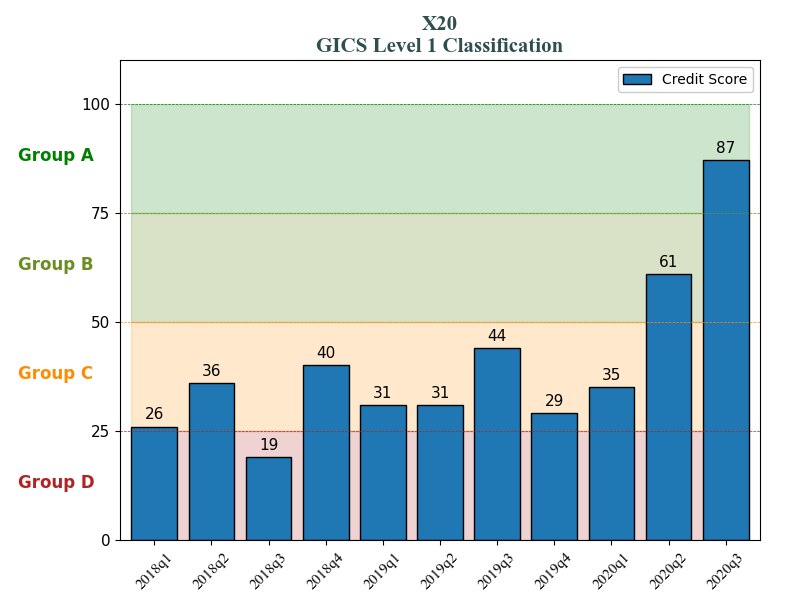 X20
GICS Level 1 Classification
Credit Score
100
Group A
87
75
Group B
61
50
44
40
Group C
36
35
31
31
29
26
25
19
Group D
0
2018q1 2018q2 2018q3 2018q4 2019q1 2019q2 2019q3 2019q4 2020q1 2020q2 2020q3